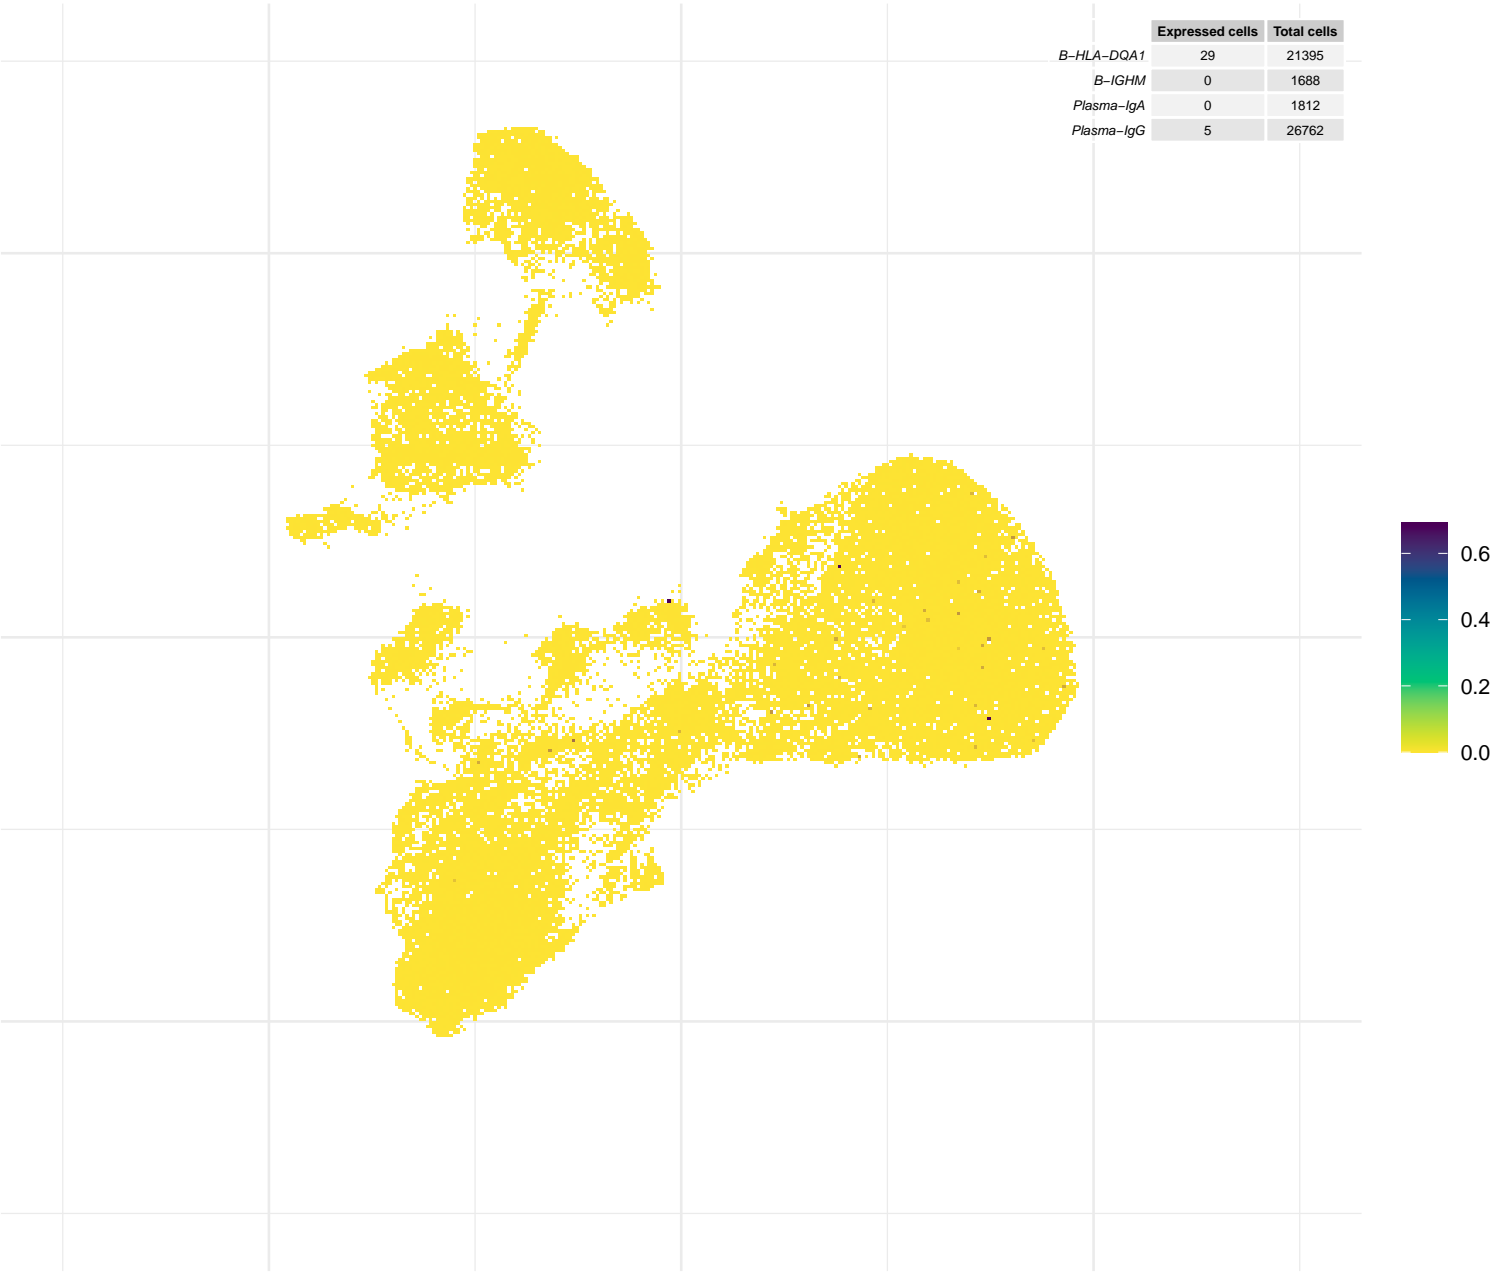 Expressed cells Total cells
B−HLA−DQA1 29 21395
B−IGHM 0 1688
Plasma−IgA 0 1812
Plasma−IgG 5 26762
0.6
0.4
0.2
0.0